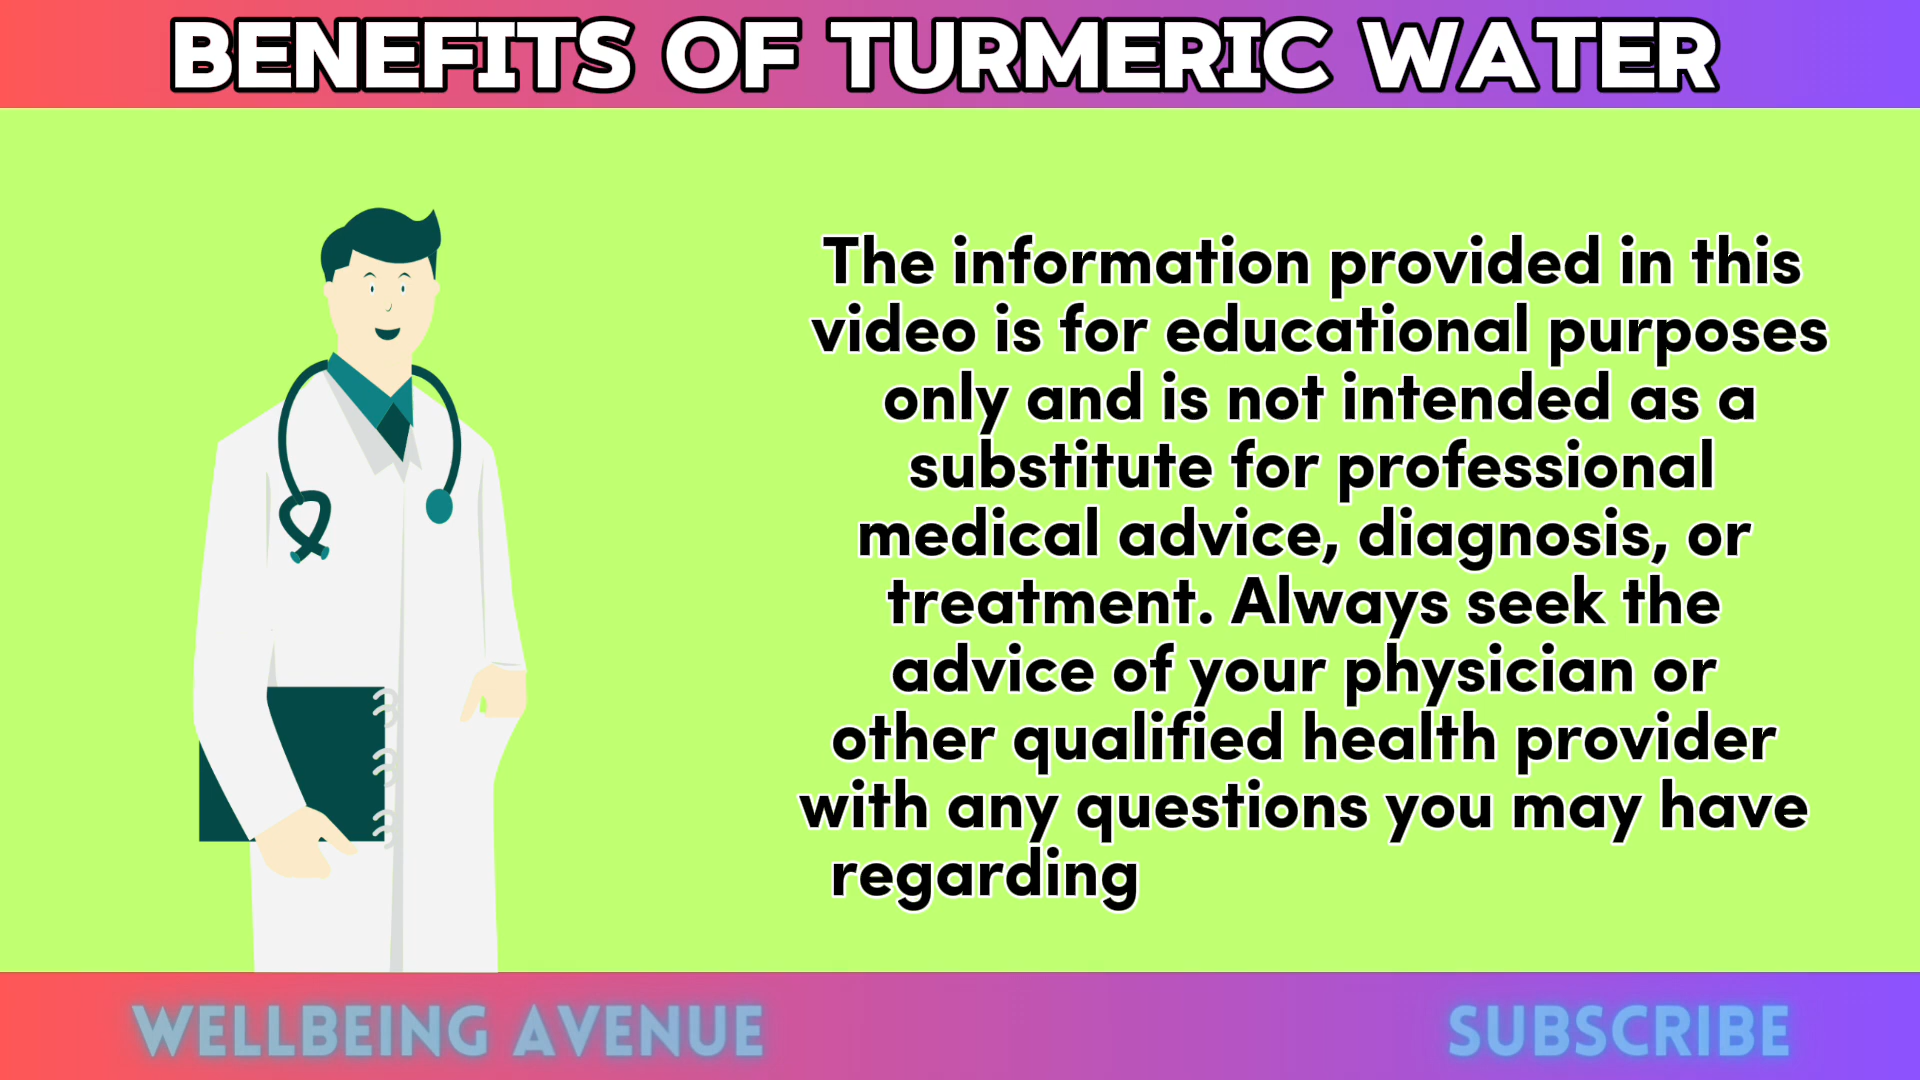 BENEFITS OF TURMERIC WATER
The information provided in this
video is for educational purposes
only and is not intended as a
substitute for professional
medical advice, diagnosis, or
treatment. Always seek the
advice of your physician or
other qualified health provider
with any questions you may have
regarding
WELLBEING AVENUE
SUBSCRIBE